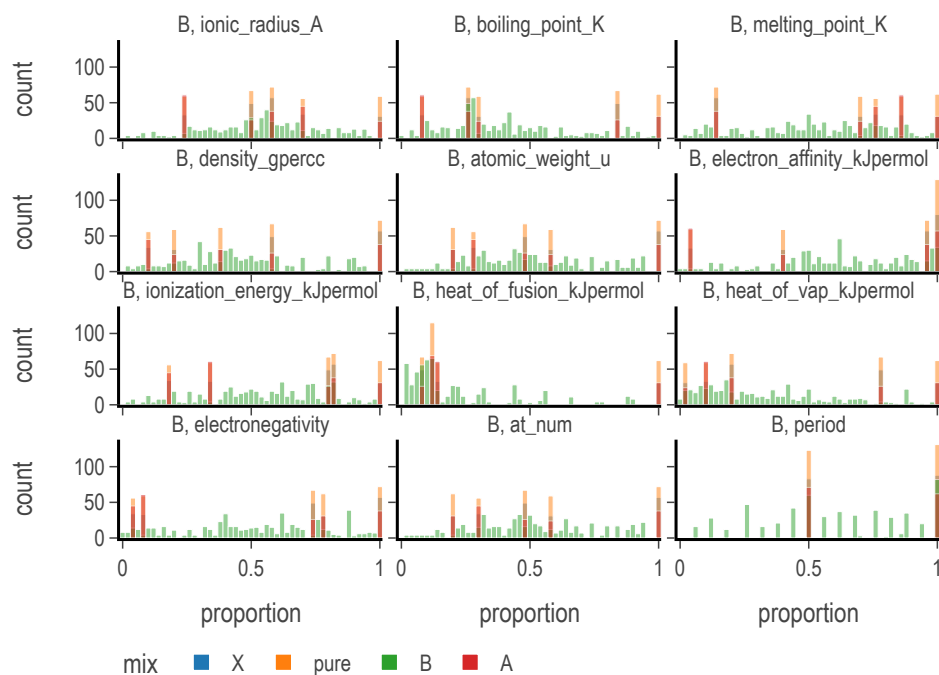 B, ionic_radius_A B, boiling_point_K B, melting_point_K
100
50
0
count
B, density_gpercc B, atomic_weight_u B, electron_affinity_kJpermol
100
50
0
count
B, ionization_energy_kJpermol B, heat_of_fusion_kJpermol B, heat_of_vap_kJpermol
100
50
0
count
B, electronegativity B, at_num B, period
100
50
0
count
0 0.5 1 0 0.5 1 0 0.5 1
proportion proportion proportion
mix X pure B A